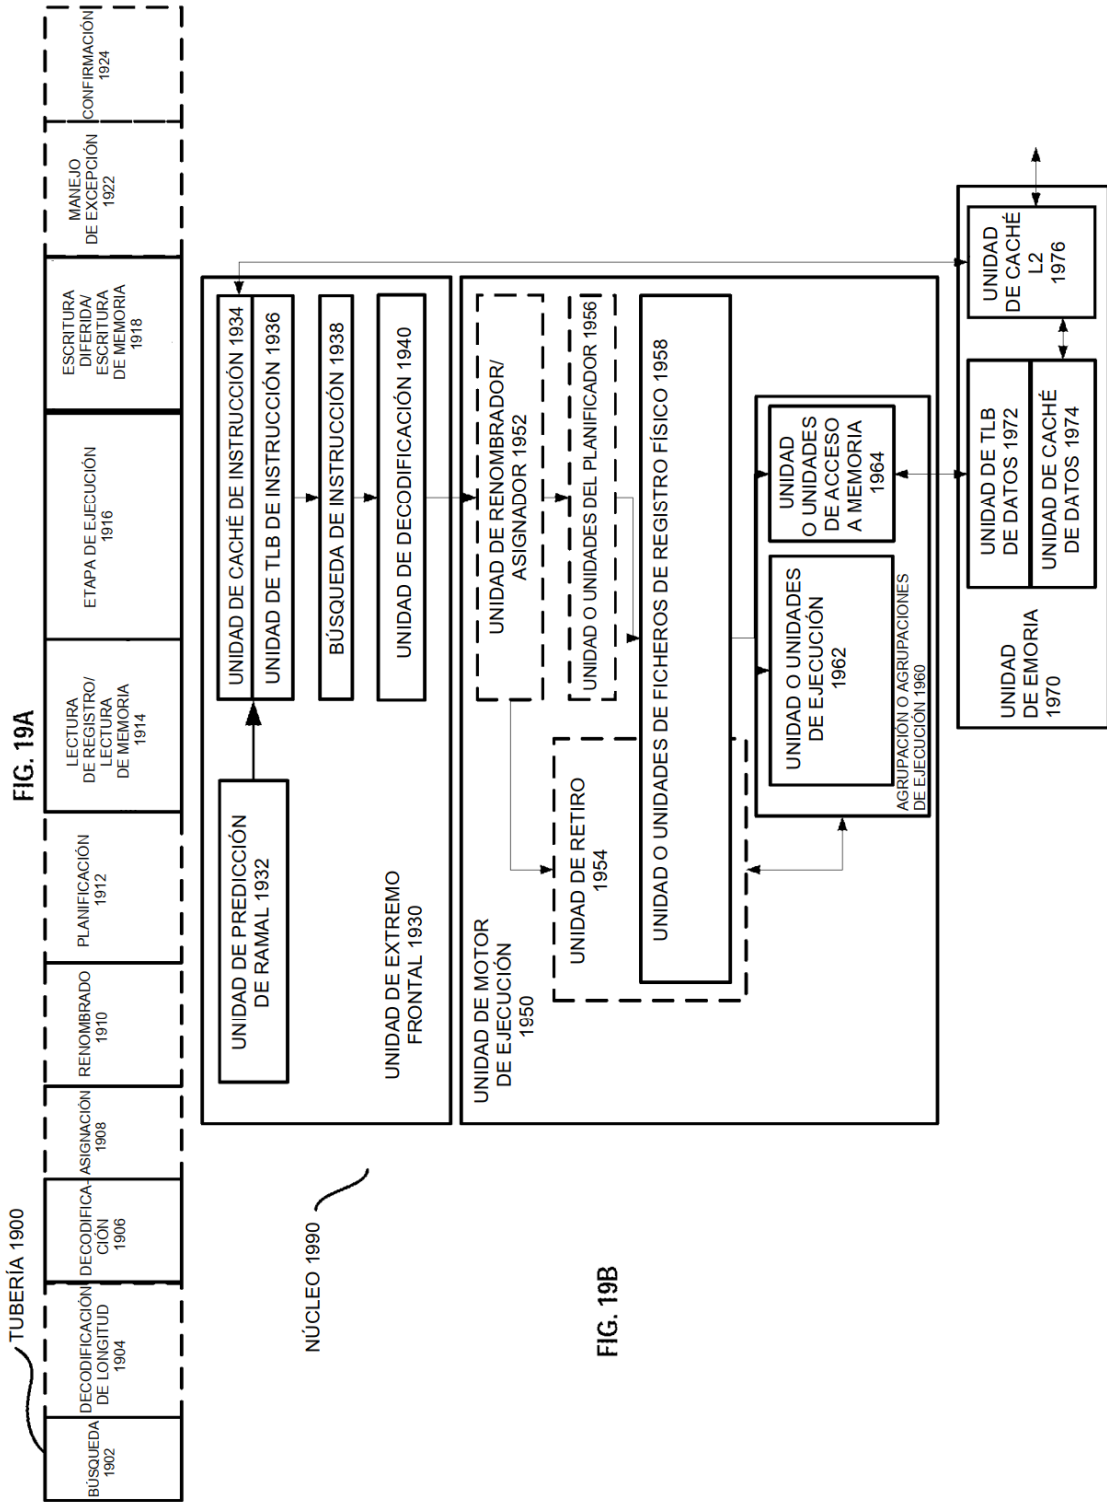 FIG. 19A
TUBERÍA 1900
BÚSQUEDA
1902
DECODIFICACIÓN
DE LONGITUD
1904
DECODIFICA-
CIÓN
1906
ASIGNACIÓN
1908
RENOMBRADO
1910
PLANIFICACIÓN
1912
LECTURA
DE REGISTRO/
LECTURA
DE MEMORIA
1914
ETAPA DE EJECUCIÓN
1916
ESCRITURA
DIFERIDA/
ESCRITURA
DE MEMORIA
1918
MANEJO
DE EXCEPCIÓN
1922
CONFIRMACIÓN
1924
NÚCLEO 1990
UNIDAD DE PREDICCIÓN
DE RAMAL 1932
UNIDAD DE CACHÉ DE INSTRUCCIÓN 1934
UNIDAD DE TLB DE INSTRUCCIÓN 1936
BÚSQUEDA DE INSTRUCCIÓN 1938
UNIDAD DE DECODIFICACIÓN 1940
UNIDAD DE EXTREMO
FRONTAL 1930
UNIDAD DE MOTOR
DE EJECUCIÓN
1950
UNIDAD DE RENOMBRADOR/
ASIGNADOR 1952
UNIDAD O UNIDADES DEL PLANIFICADOR 1956
UNIDAD DE RETIRO
1954
UNIDAD O UNIDADES DE FICHEROS DE REGISTRO FÍSICO 1958
UNIDAD O UNIDADES
DE EJECUCIÓN
1962
UNIDAD
O UNIDADES
DE ACCESO
A MEMORIA
1964
AGRUPACIÓN O AGRUPACIONES
DE EJECUCIÓN 1960
UNIDAD DE TLB
DE DATOS 1972
UNIDAD DE CACHÉ
DE DATOS 1974
UNIDAD
DE CACHÉ
L2
1976
UNIDAD
DE EMORIA
1970
FIG. 19B